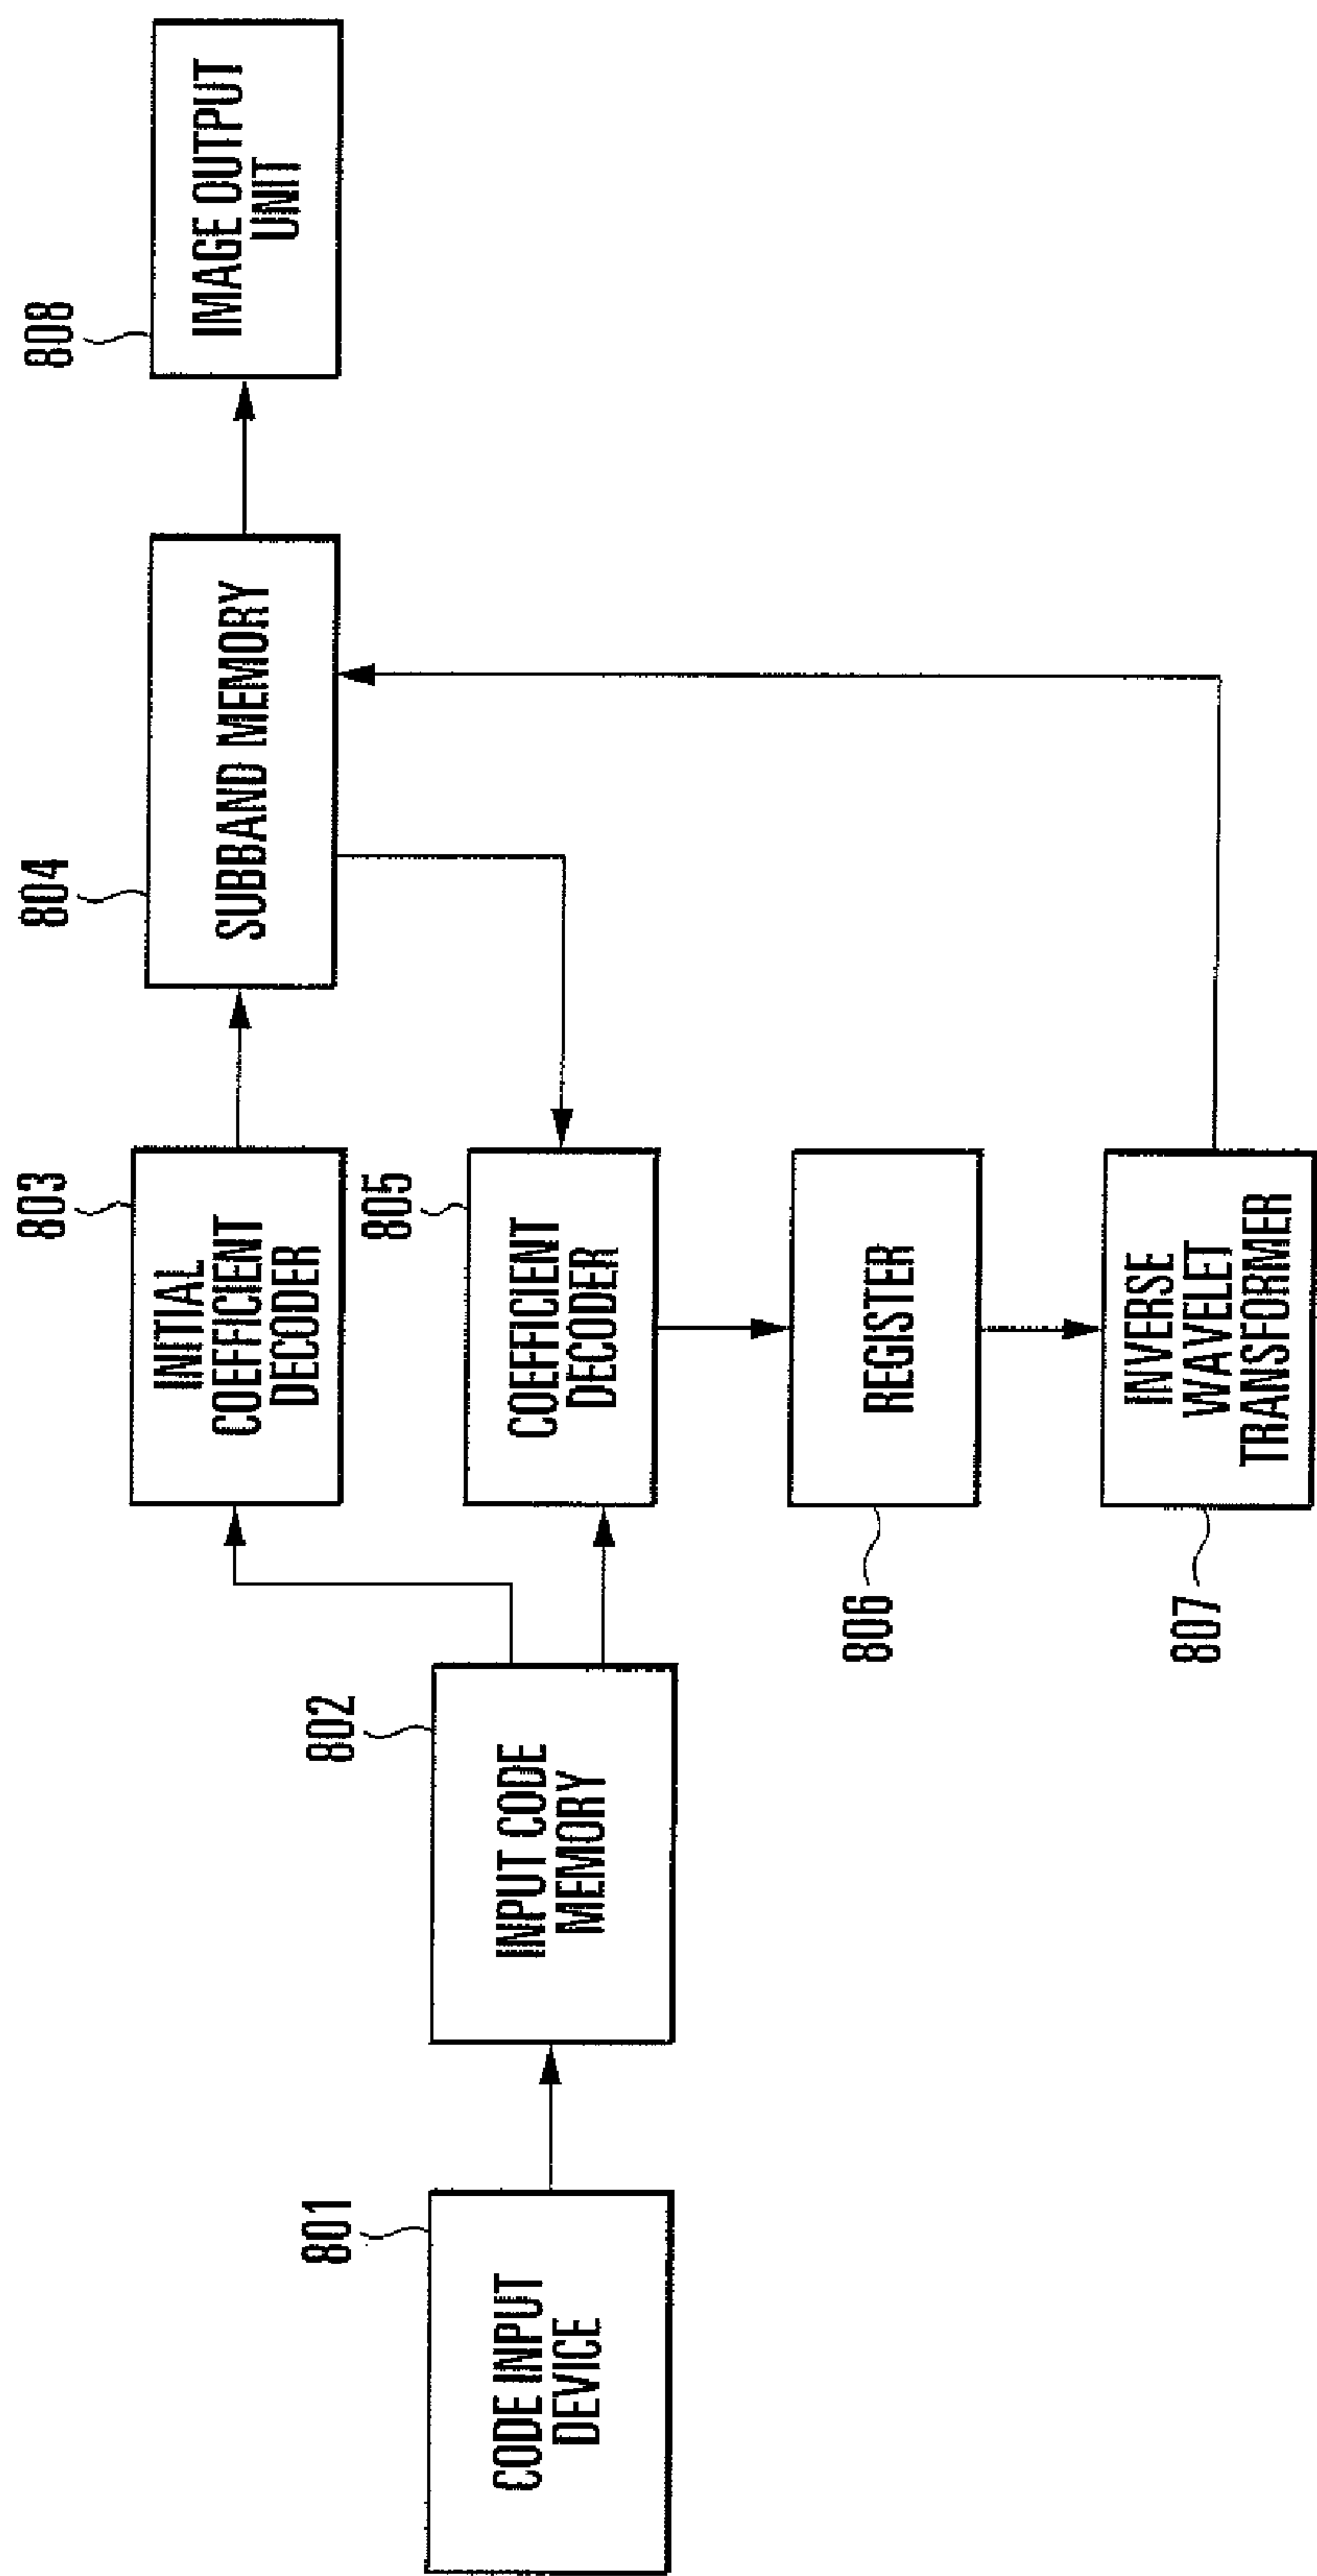 801
CODE INPUT
DEVICE
802
INPUT CODE
MEMORY
803
INITIAL
COEFFICIENT
DECODER
804
SUBBAND MEMORY
808
IMAGE OUTPUT
UNIT
805
COEFFICIENT
DECODER
REGISTER
806
INVERSE
WAVELET
TRANSFORMER
807